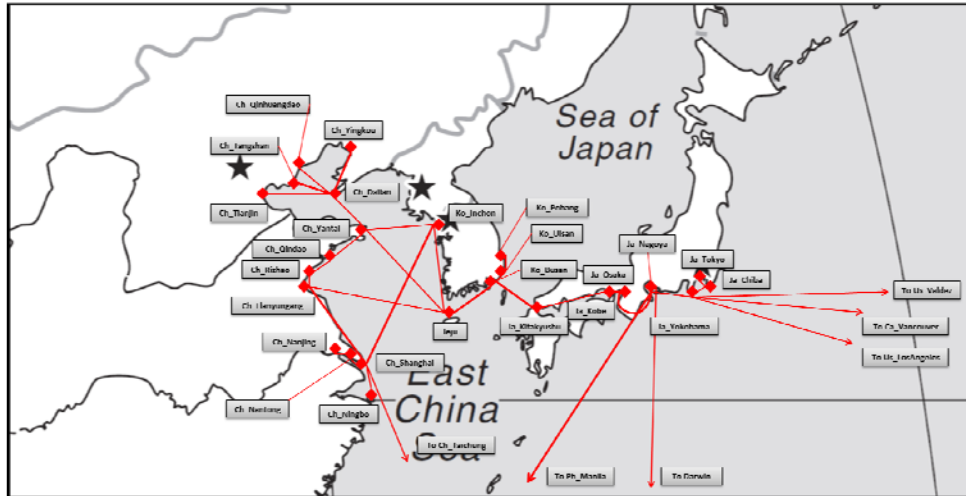 Ch_Qinhuangdao
Ch_Yingkou
Ch_Tangshan
Sea of
Japan
Ch_Dalian
Ch_Tianjin
Ko_Inchen
Ko_Pohang
Ch_Yantai
Ko_Ulsan
Ja_Nagoya
Ch_Qindao
Ja_Tokyo
Ch_Rizhao
Ko_Busan
Ja_Osaka
Ja_Chiba
To Us_Valdez
Ch_Lianyungang
Jeju
Ja_Kitakyushu
Ja_Kobe
Ja_Yokohama
To Ca_Vancouver
Ch_Nanjing
To Us_LosAngeles
Ch_Shanghai
East
China
Sea
Ch_Nantong
Ch_Ningbo
To Ch_Taichung
To Ph_Manila
To Darwin